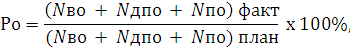 Ро = (Nво + Nдпо + Nпо) факт / (Nво + Nдпо + Nпо) план х 100%,